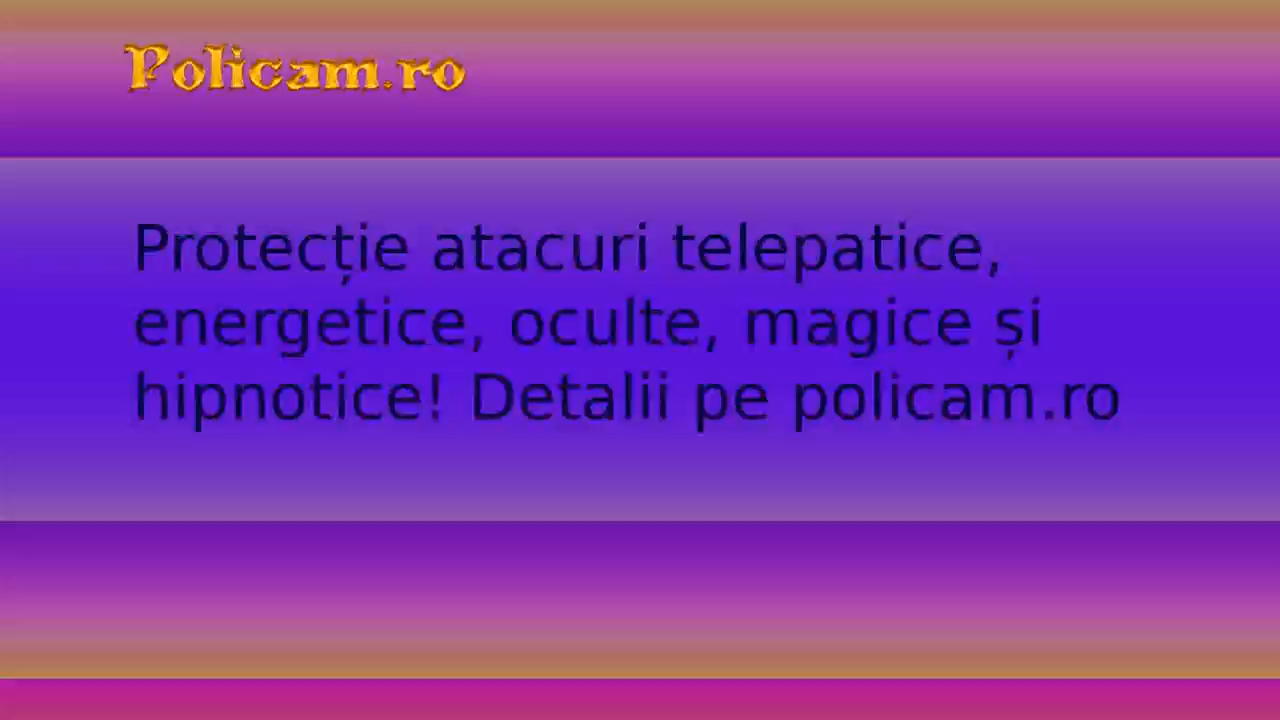 Policam.ro
Protecție atacuri telepatice,
energetice, oculte, magice și
hipnotice! Detalii pe policam.ro